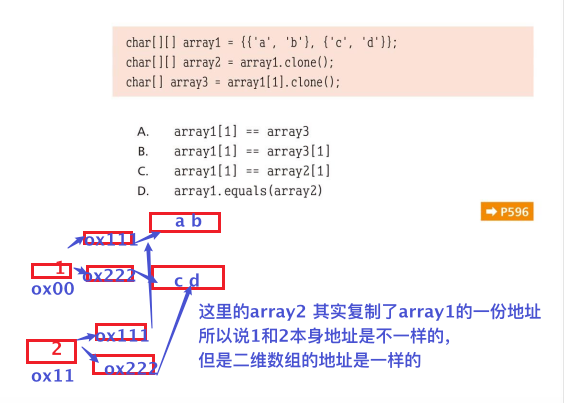 char[][] array1 = {{'a', 'b'}, {'c', 'd'}};
char[][] array2 = array1.clone();
char[] array3 = array1[1].clone();
A. array1[1] == array3
B. array1[1] == array3[1]
C. array1[1] == array2[1]
D. array1.equals(array2)
➡ P596
a b
ox111
1
ox222
c d
ox00
这里的array2 其实复制了array1的一份地址
所以说1和2本身地址是不一样的，
但是二维数组的地址是一样的
ox111
2
ox222
ox11